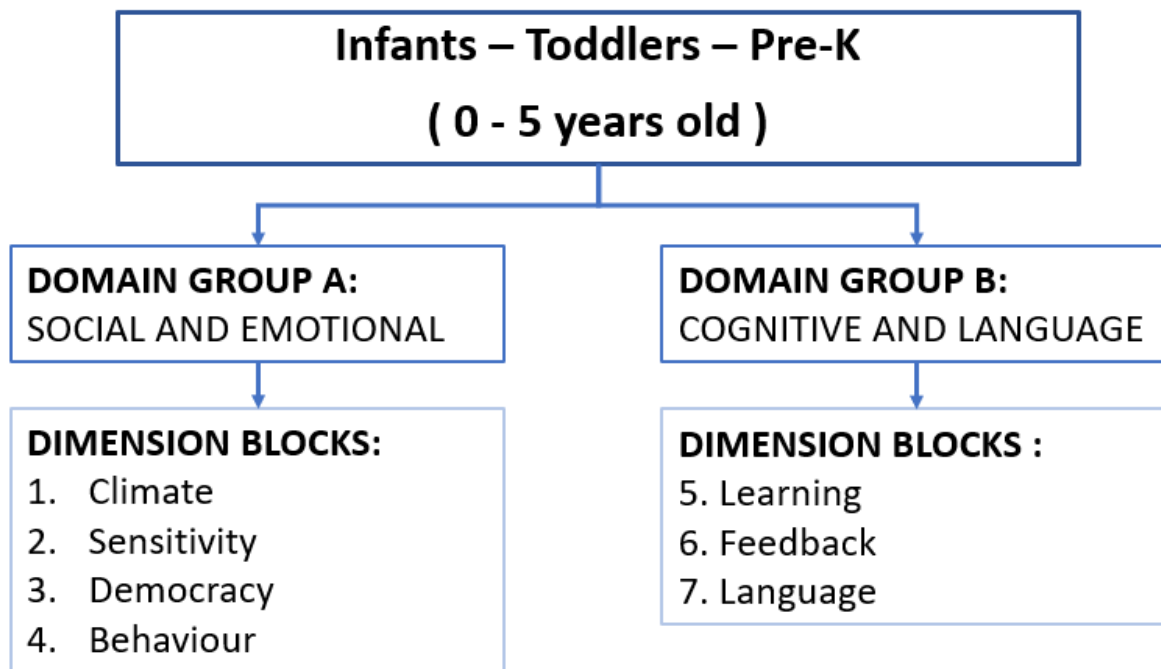 Infants – Toddlers – Pre-K
( 0 - 5 years old )
DOMAIN GROUP A:
SOCIAL AND EMOTIONAL
DIMENSION BLOCKS:
1. Climate
2. Sensitivity
3. Democracy
4. Behaviour
DOMAIN GROUP B:
COGNITIVE AND LANGUAGE
DIMENSION BLOCKS :
5. Learning
6. Feedback
7. Language